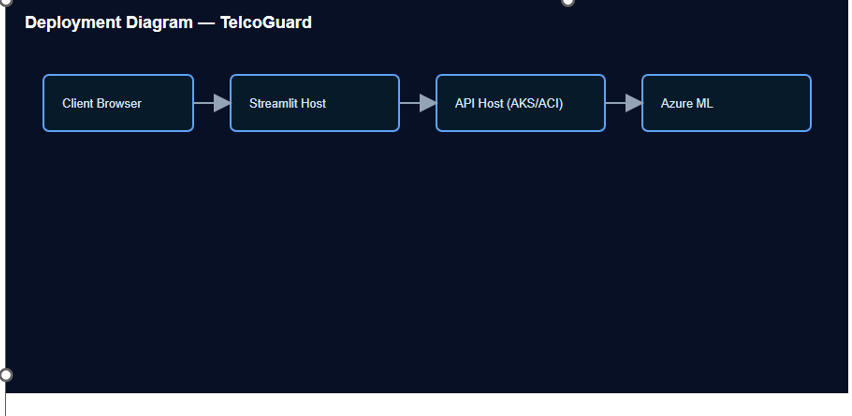 Deployment Diagram — TelcoGuard
Client Browser
Streamlit Host
API Host (AKS/ACI)
Azure ML